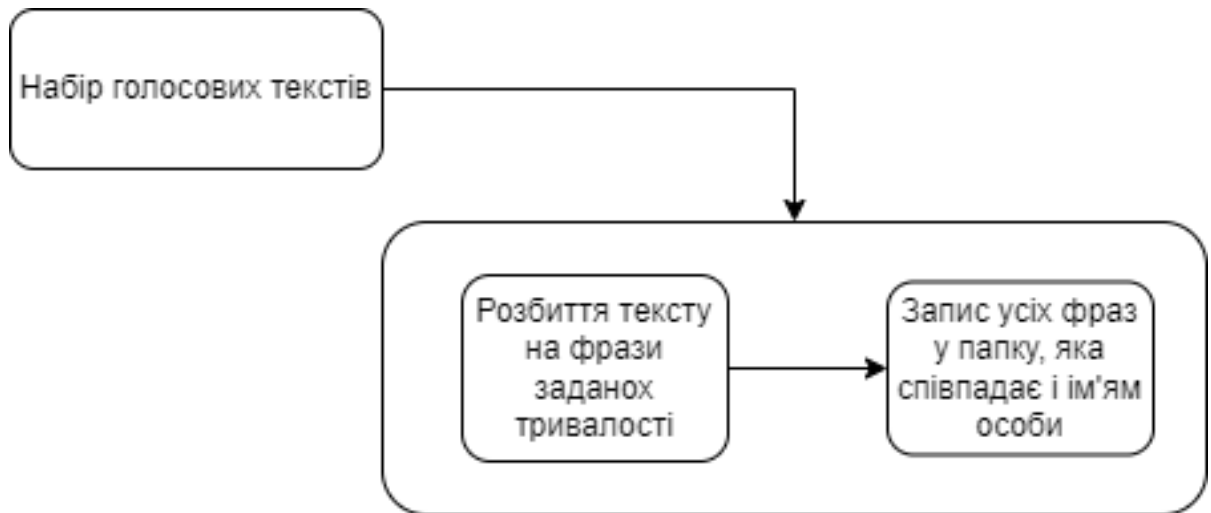 Набір голосових текстів
Розбиття тексту
на фрази
заданох
тривалості
Запис усіх фраз
у папку, яка
співпадає і ім'ям
особи